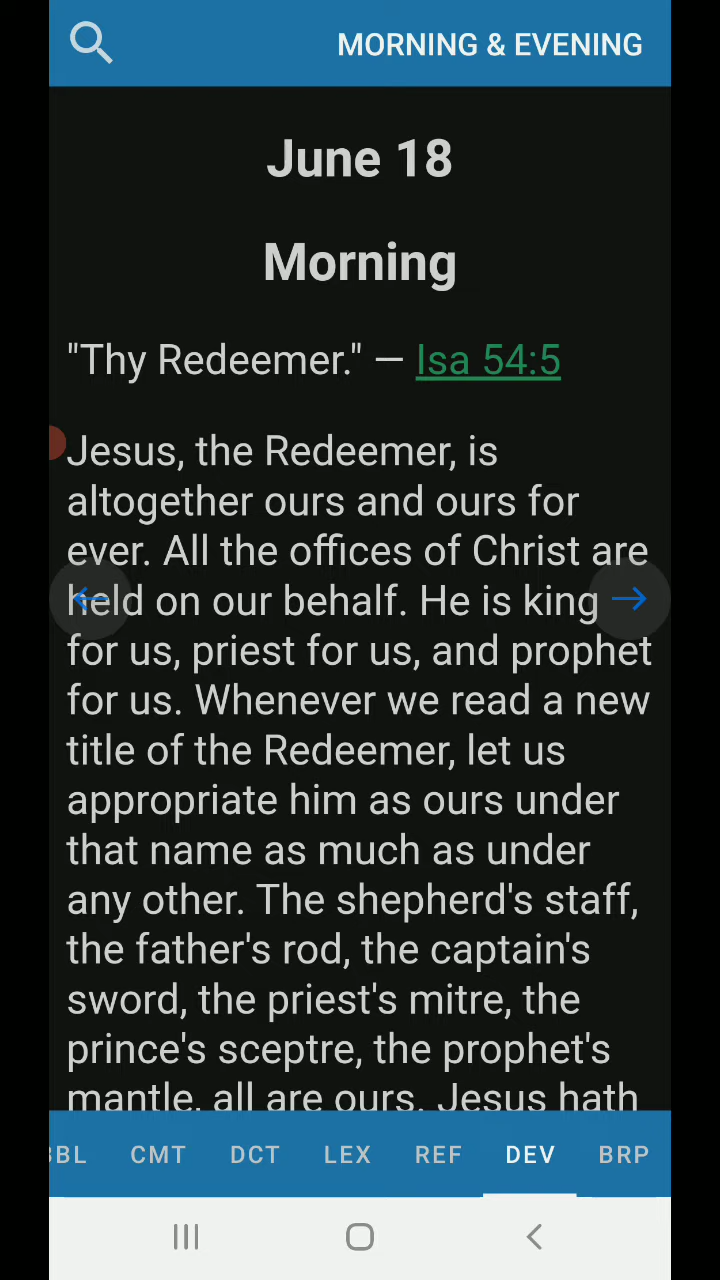 MORNING & EVENING
June 18
Morning
"Thy Redeemer." — Isa 54:5
Jesus, the Redeemer, is
altogether ours and ours for
ever. All the offices of Christ are
held on our behalf. He is king
for us, priest for us, and prophet
for us. Whenever we read a new
title of the Redeemer, let us
appropriate him as ours under
that name as much as under
any other. The shepherd's staff,
the father's rod, the captain's
sword, the priest's mitre, the
prince's sceptre, the prophet's
mantle, all are ours. Jesus hath
BBL CMT DCT LEX REF DEV BRP